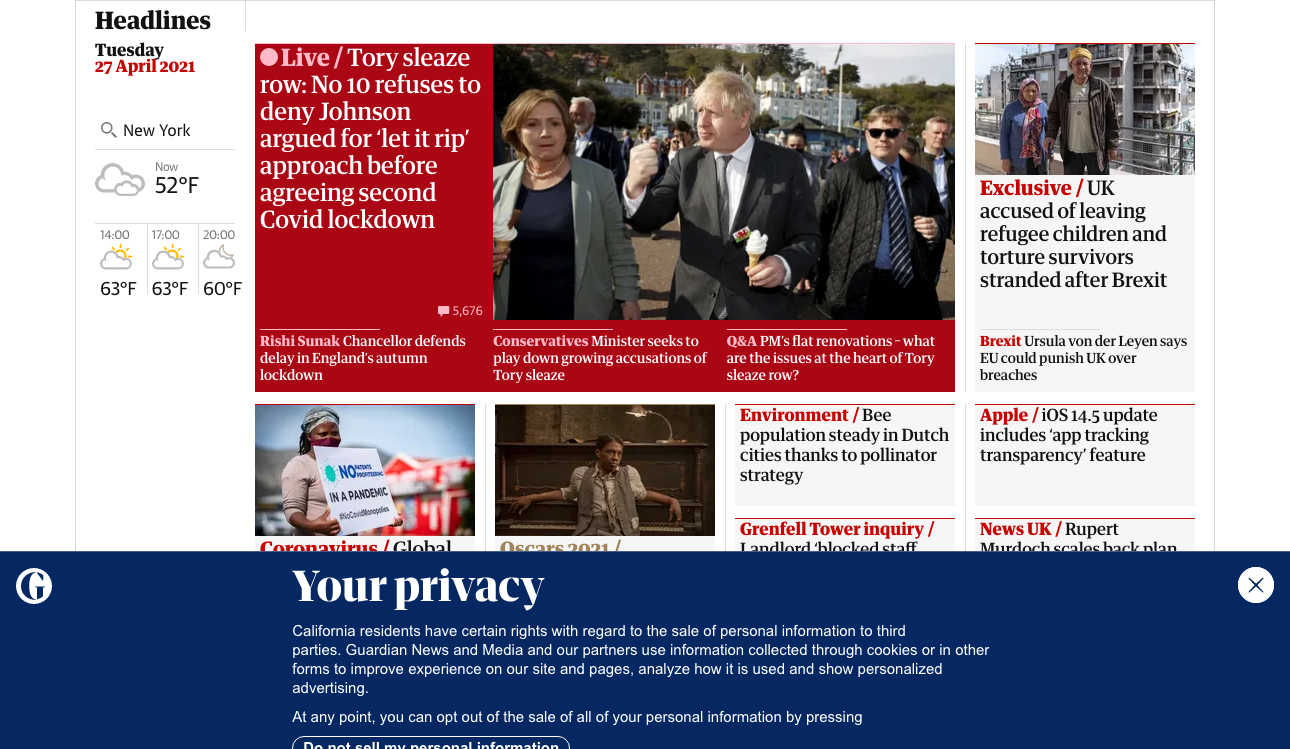 Headlines
Tuesday
27 April 2021
New York
Now
52°F
14:00
17:00
20:00
63°F
63°F
60°F
Live / Tory sleaze
row: No 10 refuses to
deny Johnson
argued for ‘let it rip’
approach before
agreeing second
Covid lockdown
5,676
Rishi Sunak Chancellor defends
delay in England’s autumn
lockdown
Conservatives Minister seeks to
play down growing accusations of
Tory sleaze
Q&A PM’s flat renovations – what
are the issues at the heart of Tory
sleaze row?
Exclusive / UK
accused of leaving
refugee children and
torture survivors
stranded after Brexit
Brexit Ursula von der Leyen says
EU could punish UK over
breaches
NO PATENTS
PROFITEERING
IN A PANDEMIC
#NoCovidMonopolies
Coronavirus / Global
Oscars 2021 /
Environment / Bee
population steady in Dutch
cities thanks to pollinator
strategy
Apple / iOS 14.5 update
includes ‘app tracking
transparency’ feature
Grenfell Tower inquiry /
Landlord ‘blocked staff
News UK / Rupert
Murdoch scales back plan
G
Your privacy
California residents have certain rights with regard to the sale of personal information to third
parties. Guardian News and Media and our partners use information collected through cookies or in other
forms to improve experience on our site and pages, analyze how it is used and show personalized
advertising.
At any point, you can opt out of the sale of all of your personal information by pressing
Do not sell my personal information